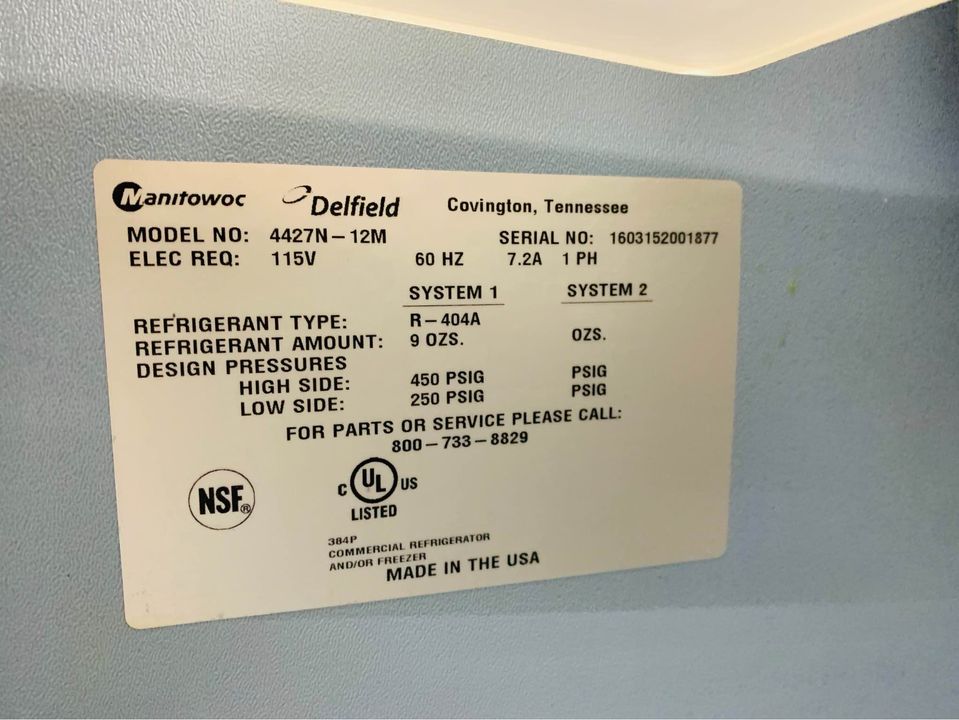 Manitowoc Delfield Covington, Tennessee
MODEL NO: 4427N-12M SERIAL NO: 1603152001877
ELEC REQ: 115V 60 HZ 7.2A 1 PH
SYSTEM 1 SYSTEM 2
REFRIGERANT TYPE: R-404A
REFRIGERANT AMOUNT: 9 OZS. OZS.
DESIGN PRESSURES
HIGH SIDE: 450 PSIG PSIG
LOW SIDE: 250 PSIG PSIG
FOR PARTS OR SERVICE PLEASE CALL:
800-733-8829
NSF®
C UL US
LISTED
384P
COMMERCIAL REFRIGERATOR
AND/OR FREEZER
MADE IN THE USA